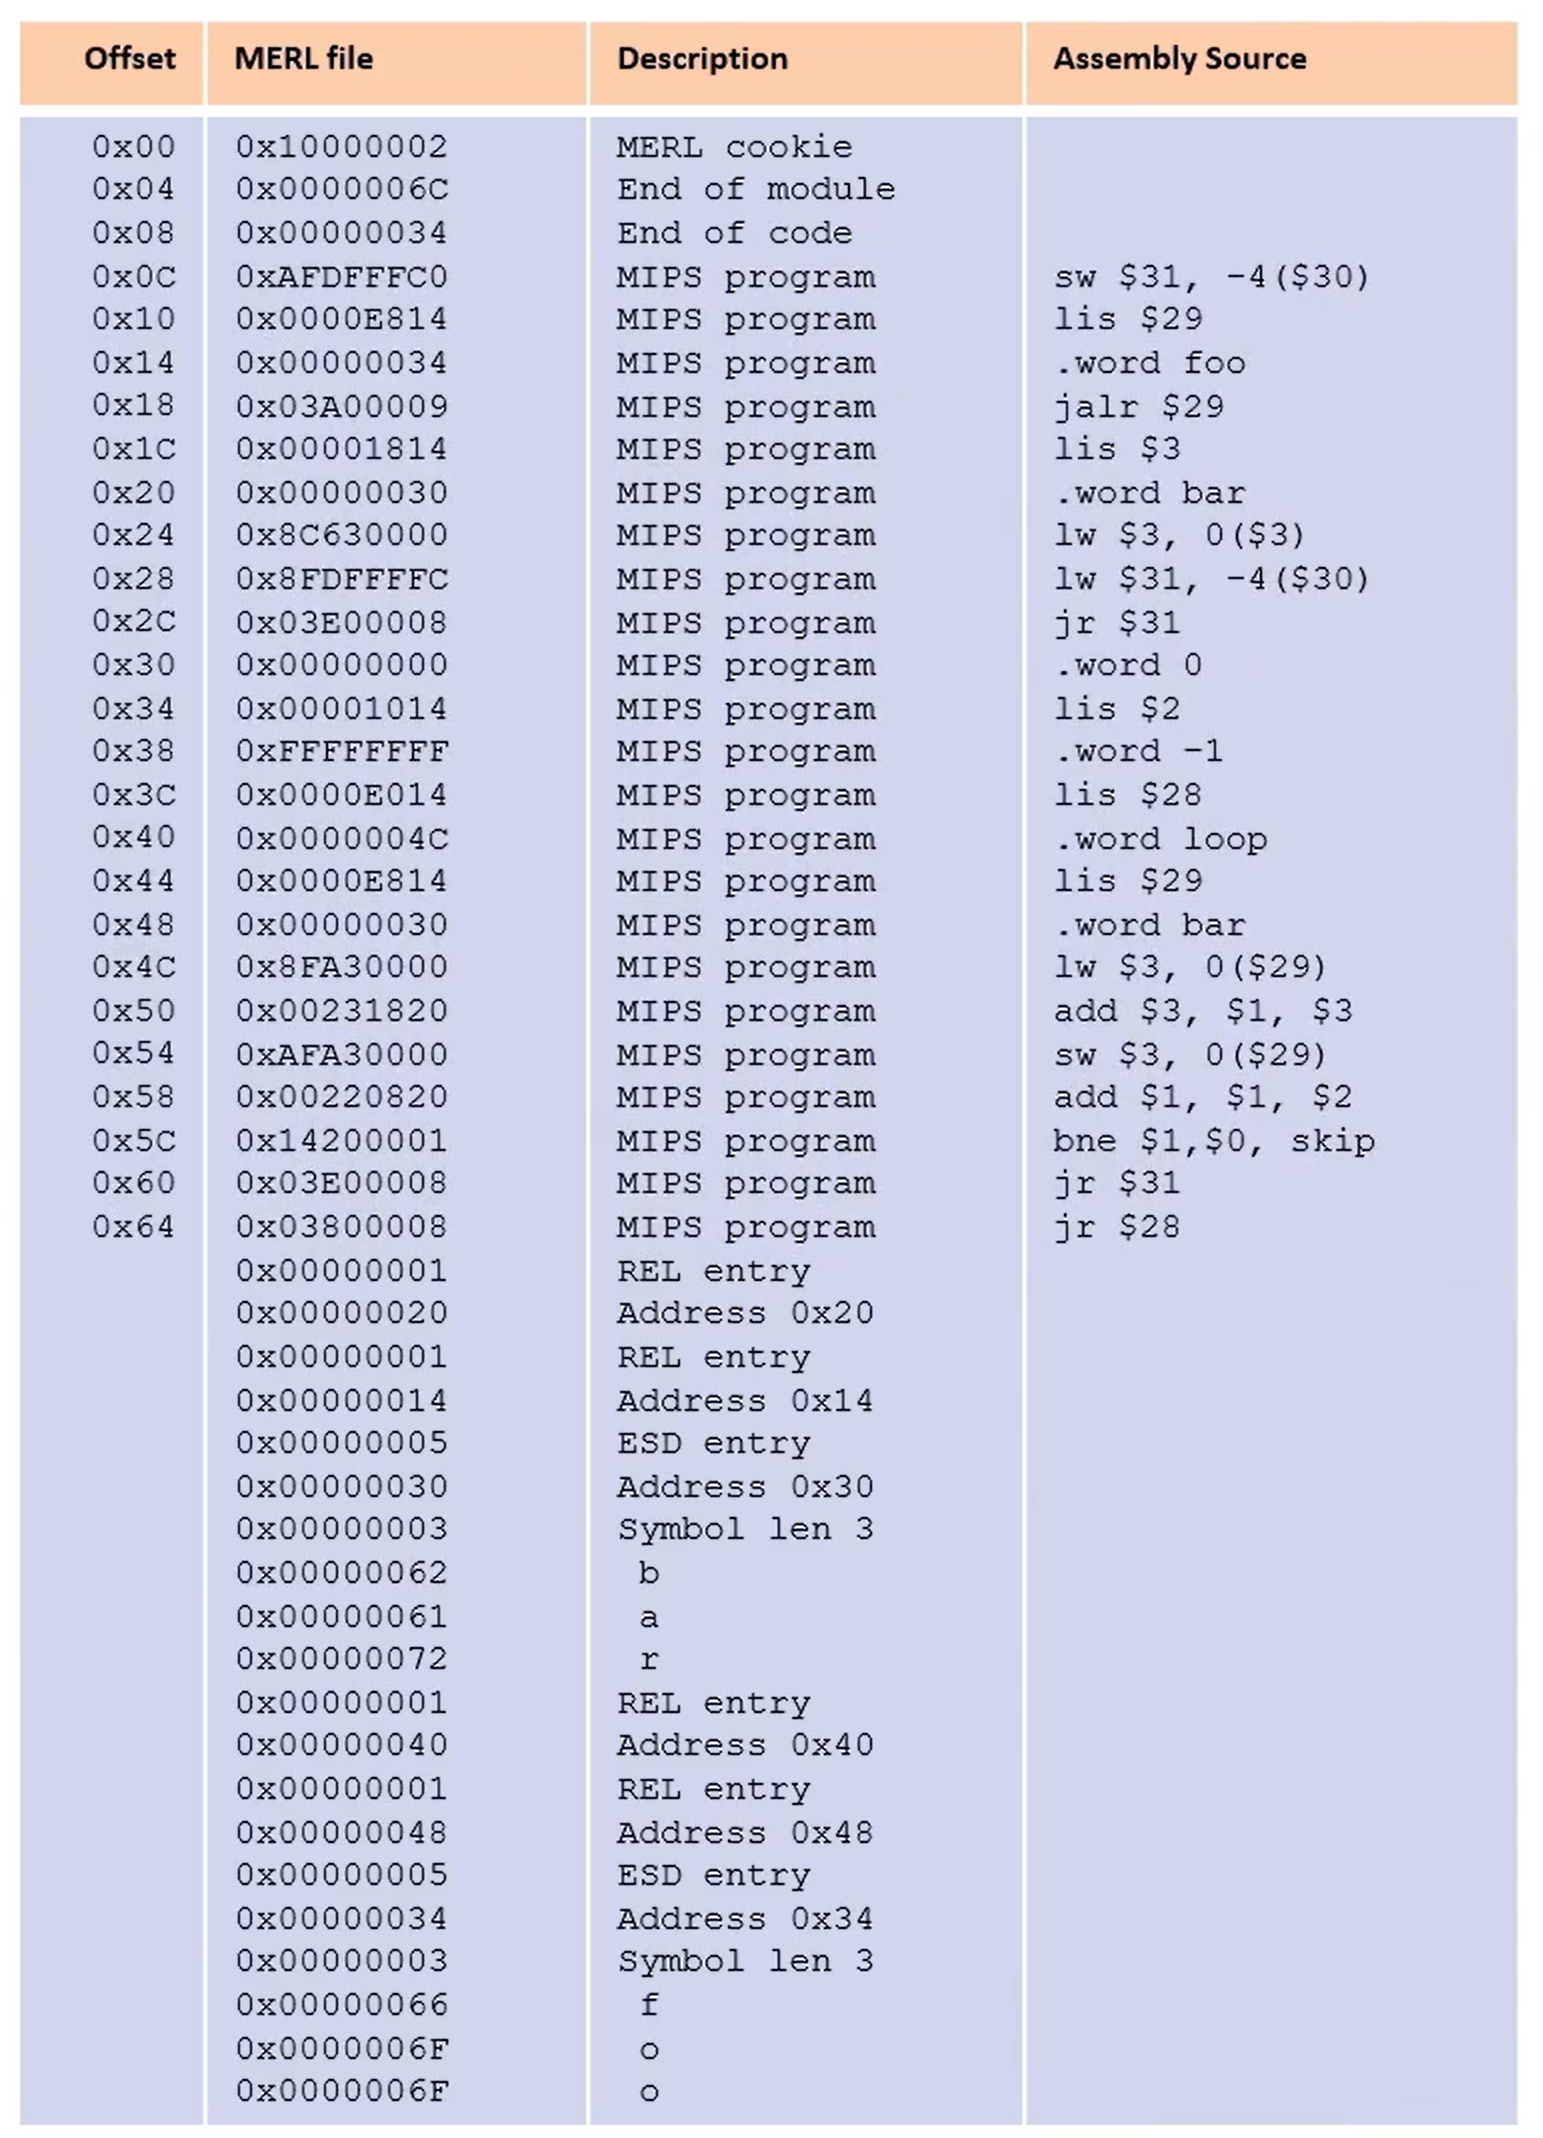 Offset MERL file Description Assembly Source
0x00 0x10000002 MERL cookie
0x04 0x0000006C End of module
0x08 0x00000034 End of code
0x0C 0xAFDFFFC0 MIPS program sw $31, -4($30)
0x10 0x0000E814 MIPS program lis $29
0x14 0x00000034 MIPS program .word foo
0x18 0x03A00009 MIPS program jalr $29
0x1C 0x00001814 MIPS program lis $3
0x20 0x00000030 MIPS program .word bar
0x24 0x8C630000 MIPS program lw $3, 0($3)
0x28 0x8FDFFFFC MIPS program lw $31, -4($30)
0x2C 0x03E00008 MIPS program jr $31
0x30 0x00000000 MIPS program .word 0
0x34 0x00001014 MIPS program lis $2
0x38 0xFFFFFFFF MIPS program .word -1
0x3C 0x0000E014 MIPS program lis $28
0x40 0x0000004C MIPS program .word loop
0x44 0x0000E814 MIPS program lis $29
0x48 0x00000030 MIPS program .word bar
0x4C 0x8FA30000 MIPS program lw $3, 0($29)
0x50 0x00231820 MIPS program add $3, $1, $3
0x54 0xAFA30000 MIPS program sw $3, 0($29)
0x58 0x00220820 MIPS program add $1, $1, $2
0x5C 0x14200001 MIPS program bne $1,$0, skip
0x60 0x03E00008 MIPS program jr $31
0x64 0x03800008 MIPS program jr $28
0x00000001 REL entry
0x00000020 Address 0x20
0x00000001 REL entry
0x00000014 Address 0x14
0x00000005 ESD entry
0x00000030 Address 0x30
0x00000003 Symbol len 3
0x00000062 b
0x00000061 a
0x00000072 r
0x00000001 REL entry
0x00000040 Address 0x40
0x00000001 REL entry
0x00000048 Address 0x48
0x00000005 ESD entry
0x00000034 Address 0x34
0x00000003 Symbol len 3
0x00000066 f
0x0000006F o
0x0000006F o